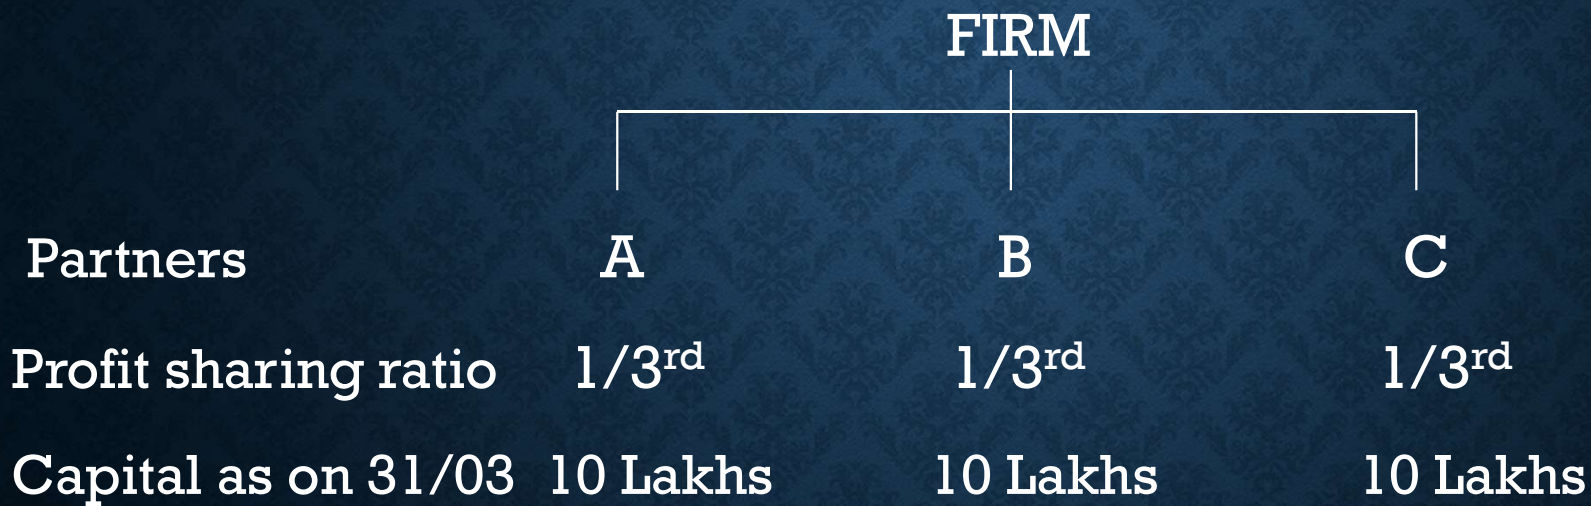 FIRM
Partners A B C
Profit sharing ratio 1/3rd 1/3rd 1/3rd
Capital as on 31/03 10 Lakhs 10 Lakhs 10 Lakhs